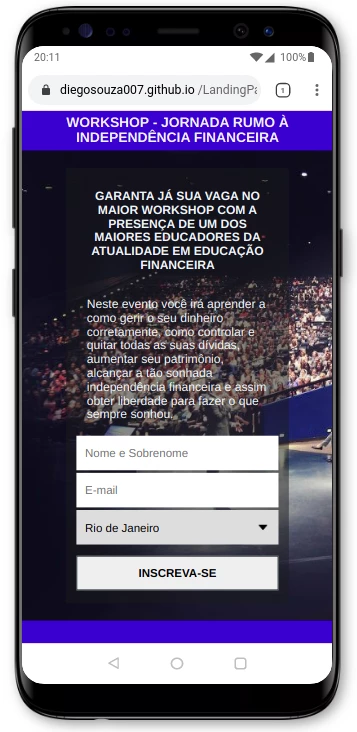 20:11
100%
diegosouza007.github.io /LandingPa
1
WORKSHOP - JORNADA RUMO À
INDEPENDÊNCIA FINANCEIRA
GARANTA JÁ SUA VAGA NO
MAIOR WORKSHOP COM A
PRESENÇA DE UM DOS
MAIORES EDUCADORES DA
ATUALIDADE EM EDUCAÇÃO
FINANCEIRA
Neste evento você irá aprender a
como gerir o seu dinheiro
corretamente, como controlar e
quitar todas as suas dívidas,
aumentar seu patrimônio,
alcançar a tão sonhada
independência financeira e assim
obter liberdade para fazer o que
sempre sonhou.
Nome e Sobrenome
E-mail
Rio de Janeiro
INSCREVA-SE